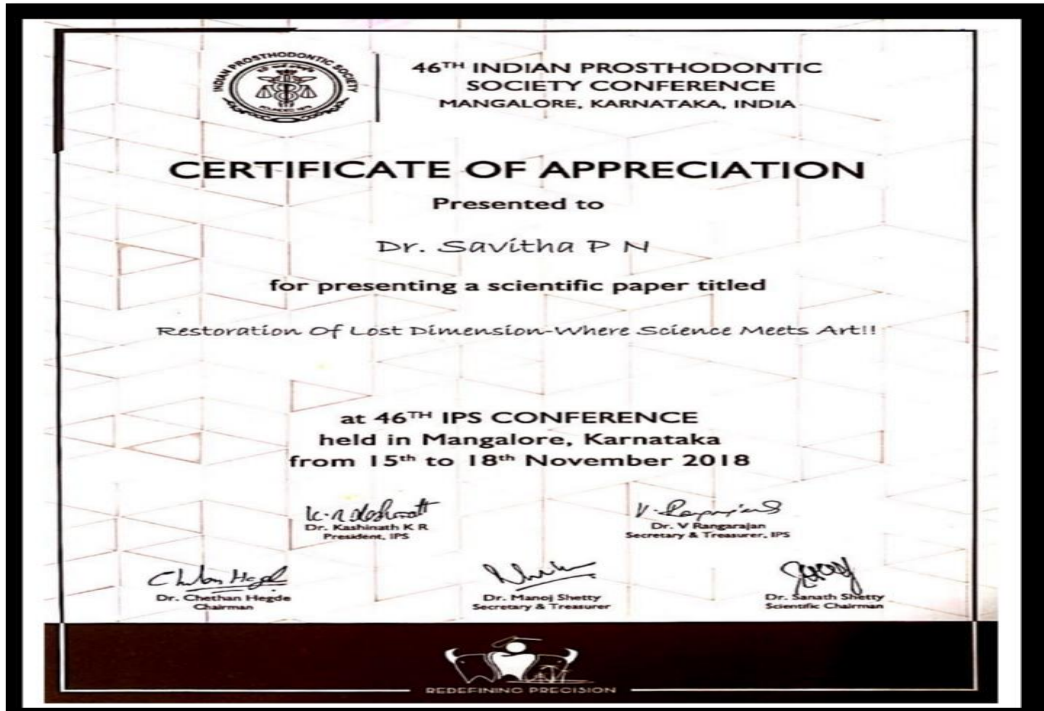 INDIAN PROSTHODONTIC SOCIETY
46TH INDIAN PROSTHODONTIC
SOCIETY CONFERENCE
MANGALORE, KARNATAKA, INDIA
CERTIFICATE OF APPRECIATION
Presented to
Dr. Savitha P N
for presenting a scientific paper titled
Restoration Of Lost Dimension-Where Science Meets Art!!
at 46TH IPS CONFERENCE
held in Mangalore, Karnataka
from 15th to 18th November 2018
Dr. Kashinath K R
President, IPS
Dr. V Rangarajan
Secretary & Treasurer, IPS
Chetan Hegde
Dr. Chethan Hegde
Chairman
Dr. Manoj Shetty
Secretary & Treasurer
Dr. Sanath Shetty
Scientific Chairman
REDEFINING PRECISION